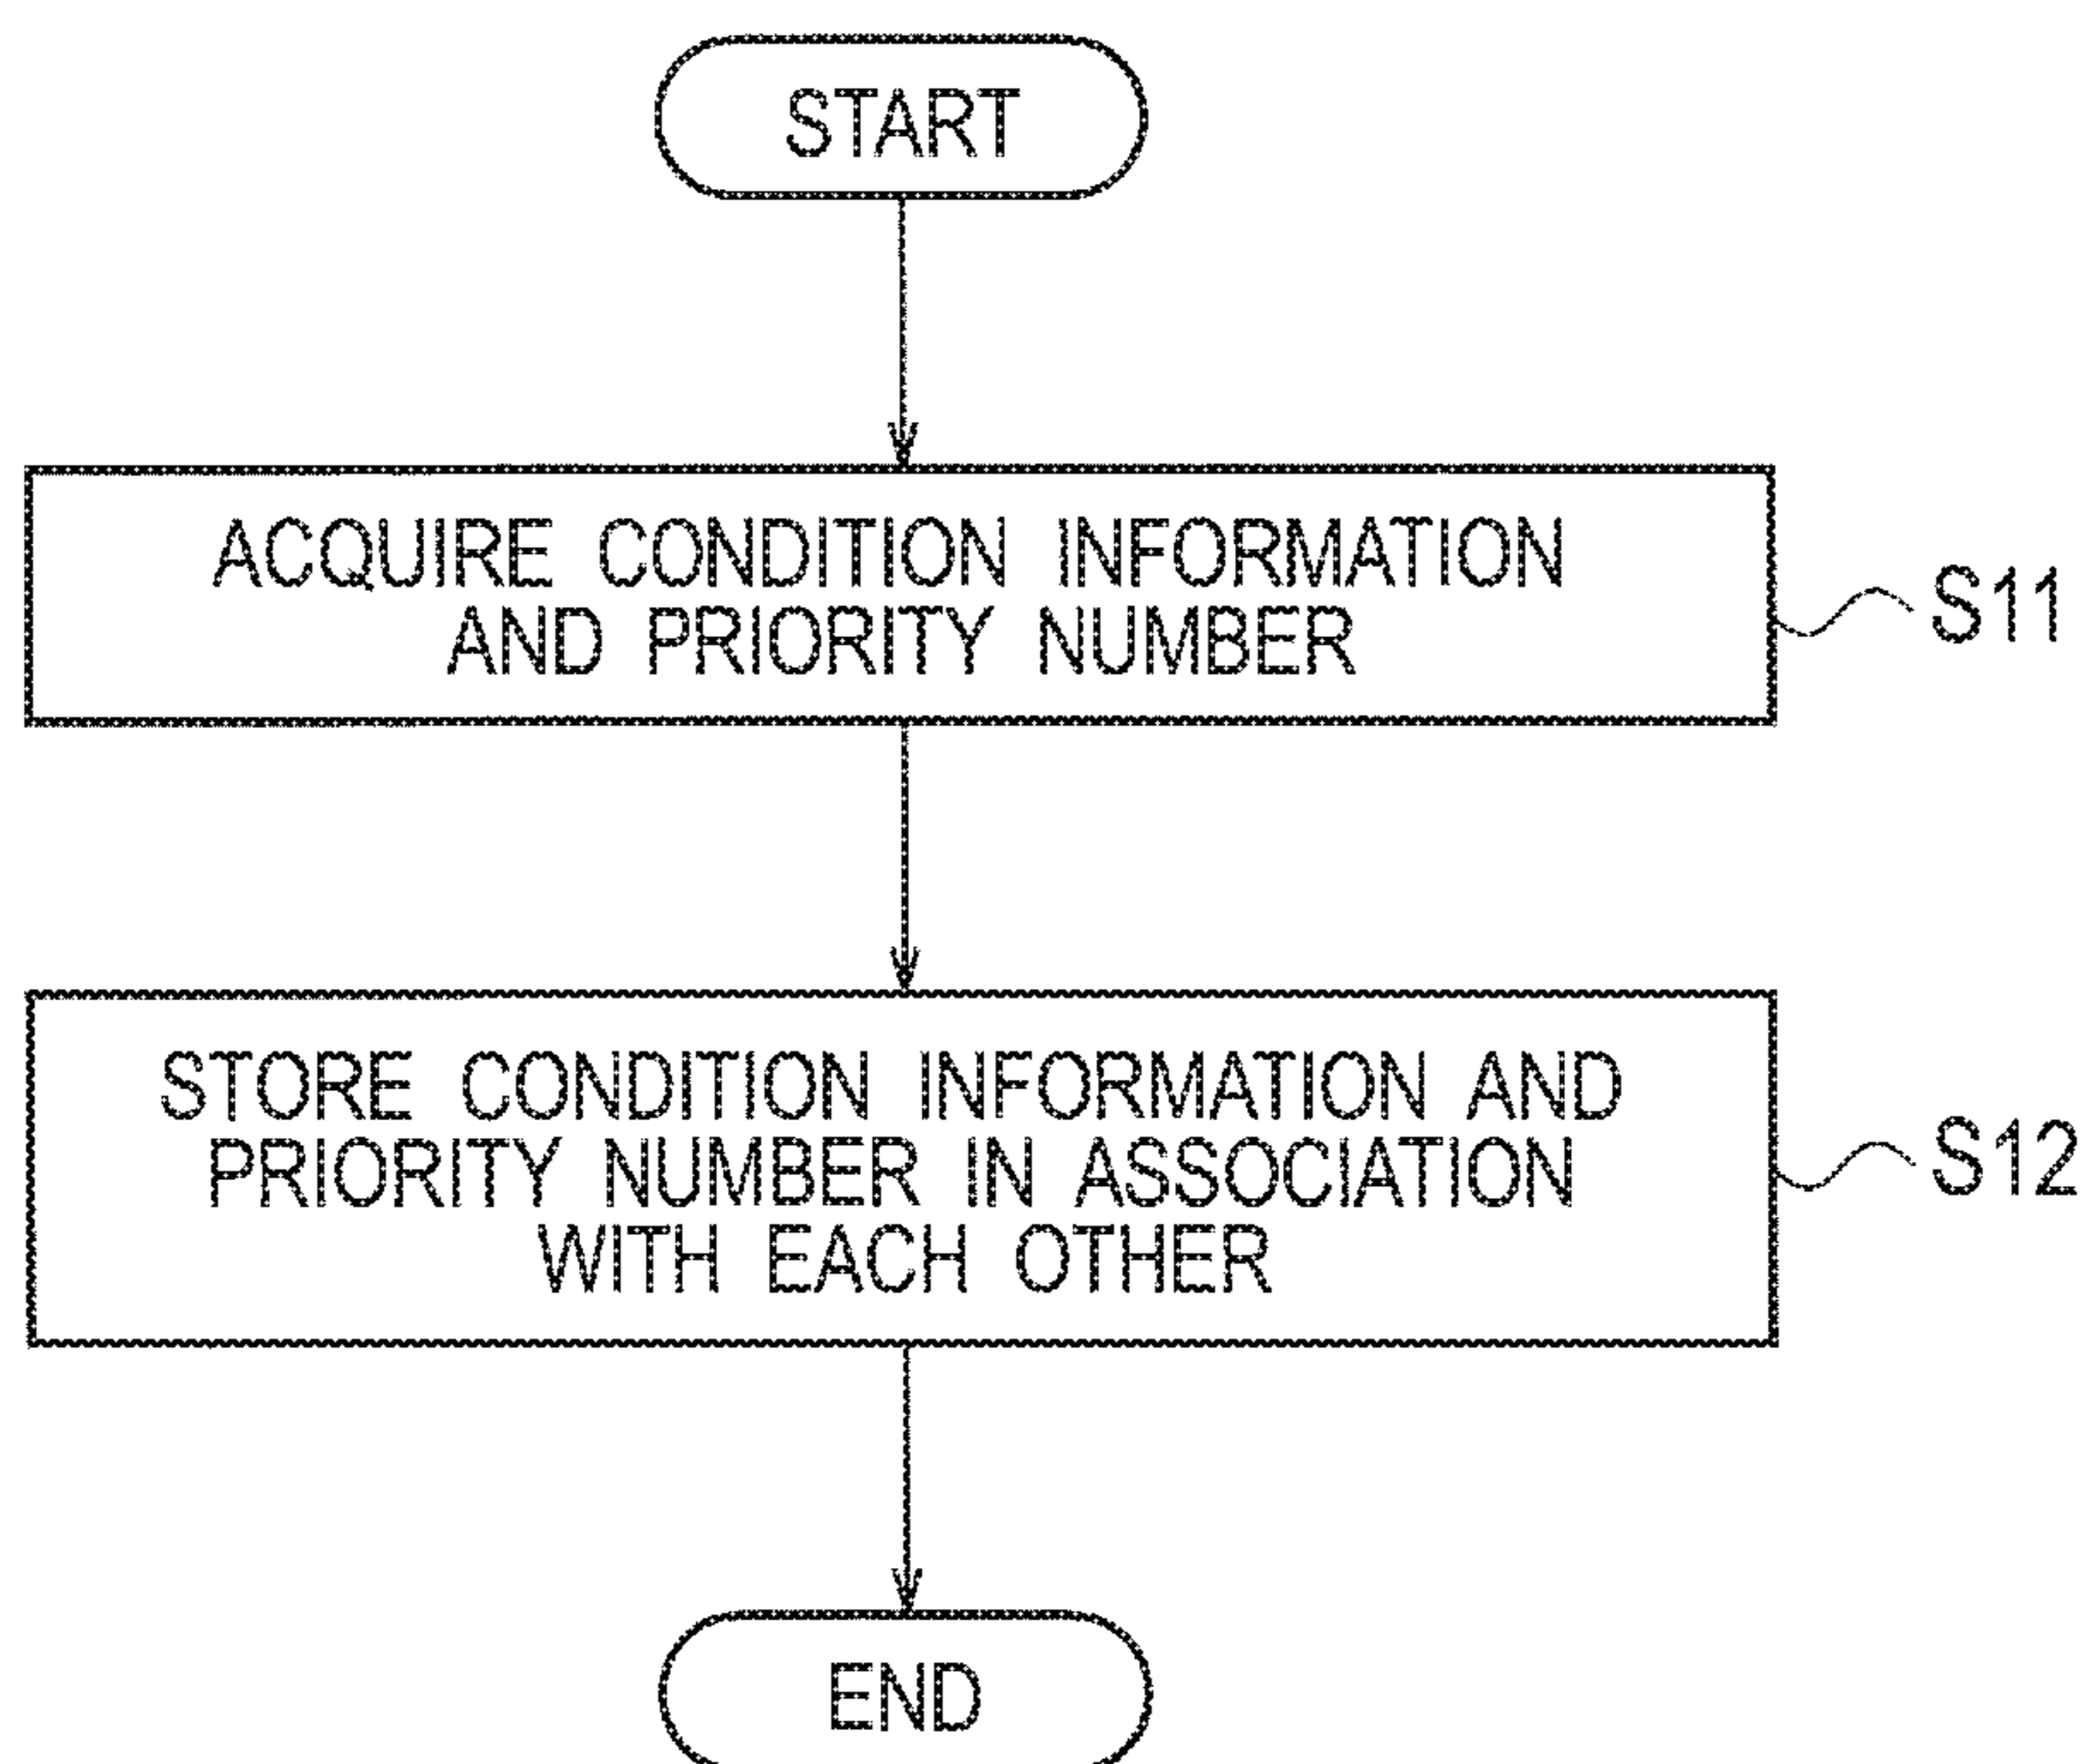 START
ACQUIRE CONDITION INFORMATION
AND PRIORITY NUMBER
S11
STORE CONDITION INFORMATION AND
PRIORITY NUMBER IN ASSOCIATION
WITH EACH OTHER
S12
END